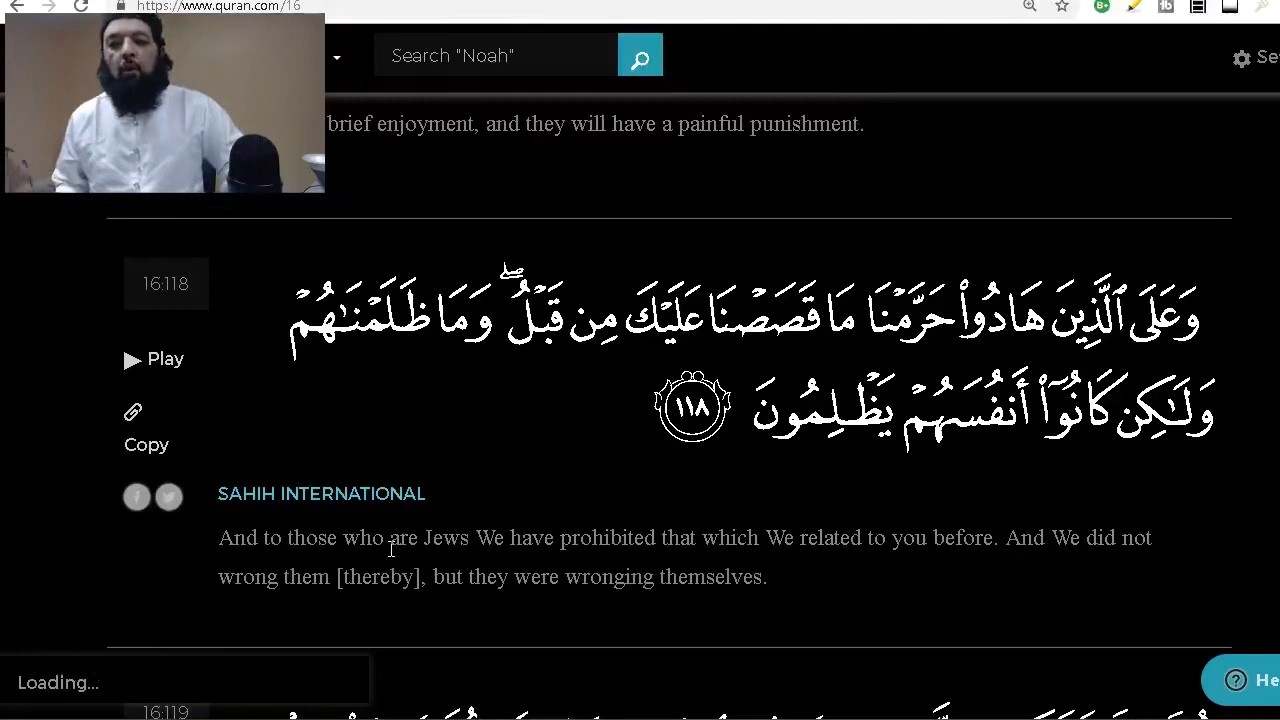 https://www.quran.com/16
Search "Noah"
brief enjoyment, and they will have a painful punishment.
16:118
وَعَلَى ٱلَّذِينَ هَادُوا۟ حَرَّمْنَا مَا قَصَصْنَا عَلَيْكَ مِن قَبْلُ ۖ وَمَا ظَلَمْنَـٰهُمْ
وَلَـٰكِن كَانُوٓا۟ أَنفُسَهُمْ يَظْلِمُونَ ١١٨
Play
Copy
SAHIH INTERNATIONAL
And to those who are Jews We have prohibited that which We related to you before. And We did not
wrong them [thereby], but they were wronging themselves.
Loading...
16:119